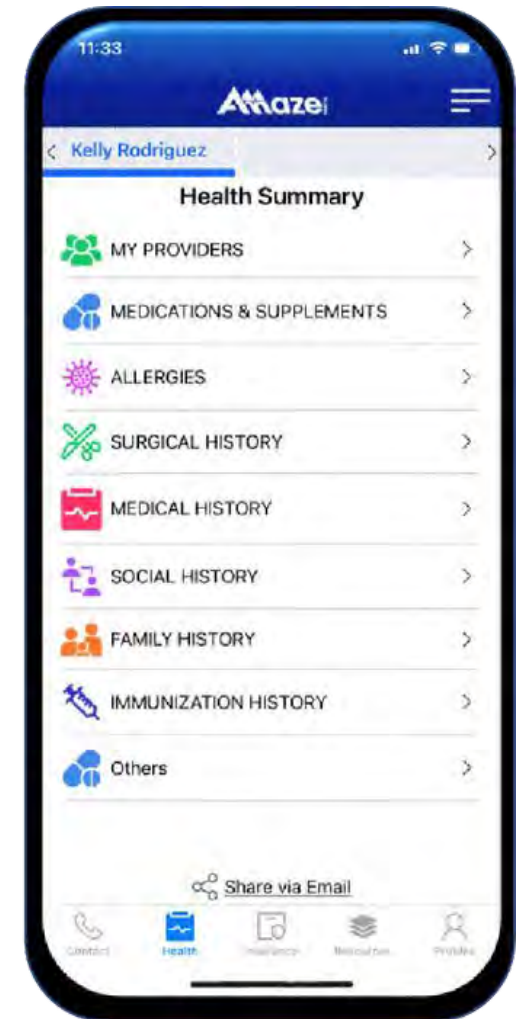 11:33
AMaze
Kelly Rodriguez
Health Summary
MY PROVIDERS
MEDICATIONS & SUPPLEMENTS
ALLERGIES
SURGICAL HISTORY
MEDICAL HISTORY
SOCIAL HISTORY
FAMILY HISTORY
IMMUNIZATION HISTORY
Others
Share via Email
Contact Health Insurance Resources